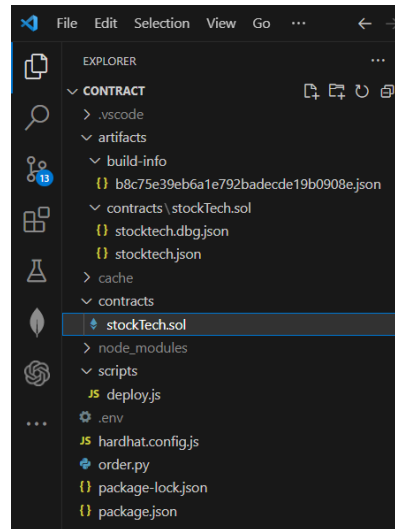 File Edit Selection View Go ...
EXPLORER ...
CONTRACT
.vscode
artifacts
build-info
{} b8c75e39eb6a1e792badecde19b0908e.json
contracts\stockTech.sol
{} stocktech.dbg.json
{} stocktech.json
cache
contracts
stockTech.sol
node_modules
scripts
JS deploy.js
.env
JS hardhat.config.js
order.py
{} package-lock.json
{} package.json
13